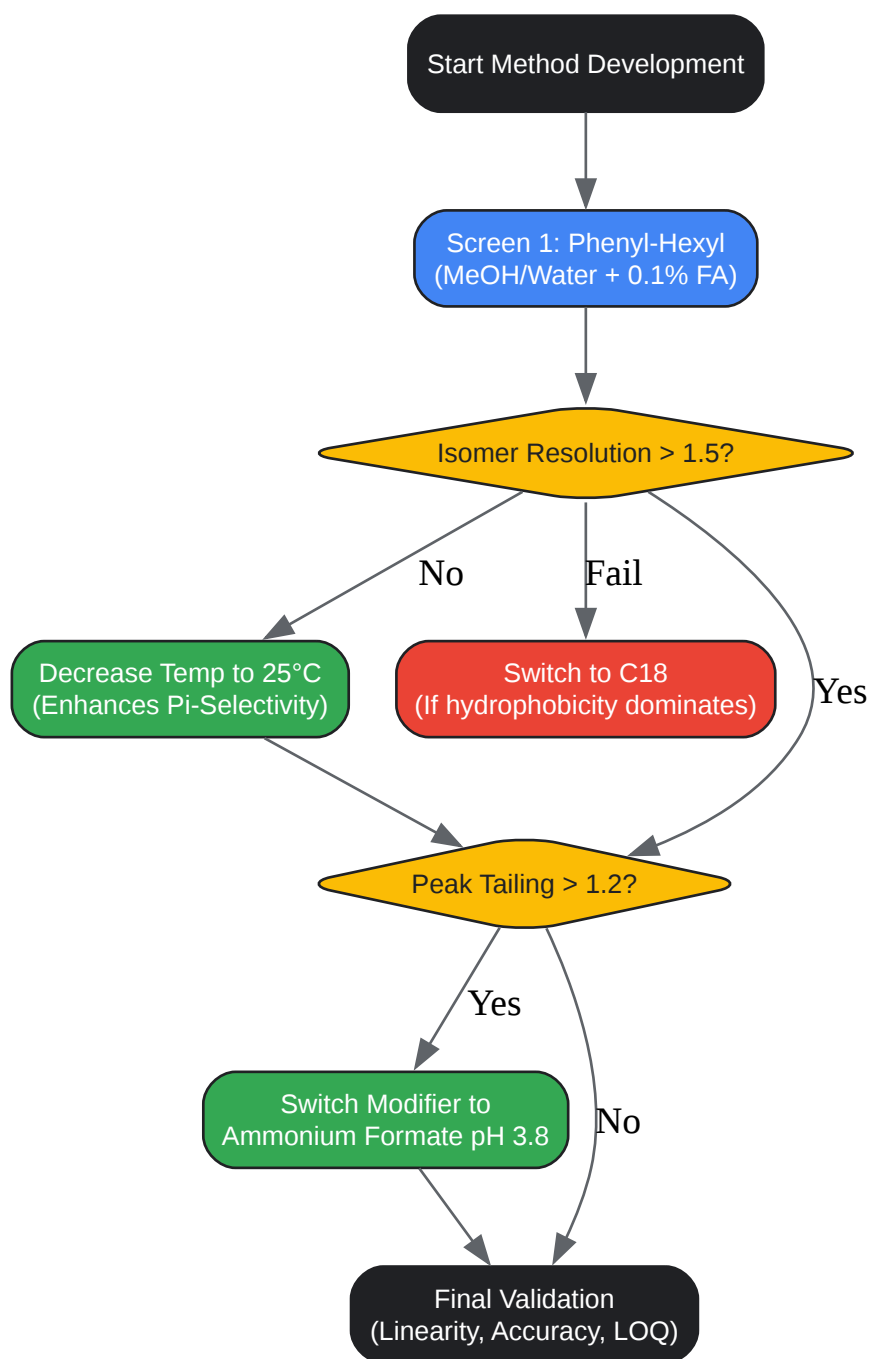 Start Method Development
Screen 1: Phenyl-Hexyl
(MeOH/Water + 0.1% FA)
Isomer Resolution > 1.5?
No
Fail
Decrease Temp to 25°C
(Enhances Pi-Selectivity)
Switch to C18
(If hydrophobicity dominates)
Yes
Peak Tailing > 1.2?
Yes
Switch Modifier to
Ammonium Formate pH 3.8
No
Final Validation
(Linearity, Accuracy, LOQ)